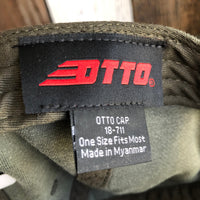 OTTO®
OTTO CAP
18-711
One Size Fits Most
Made in Myanmar